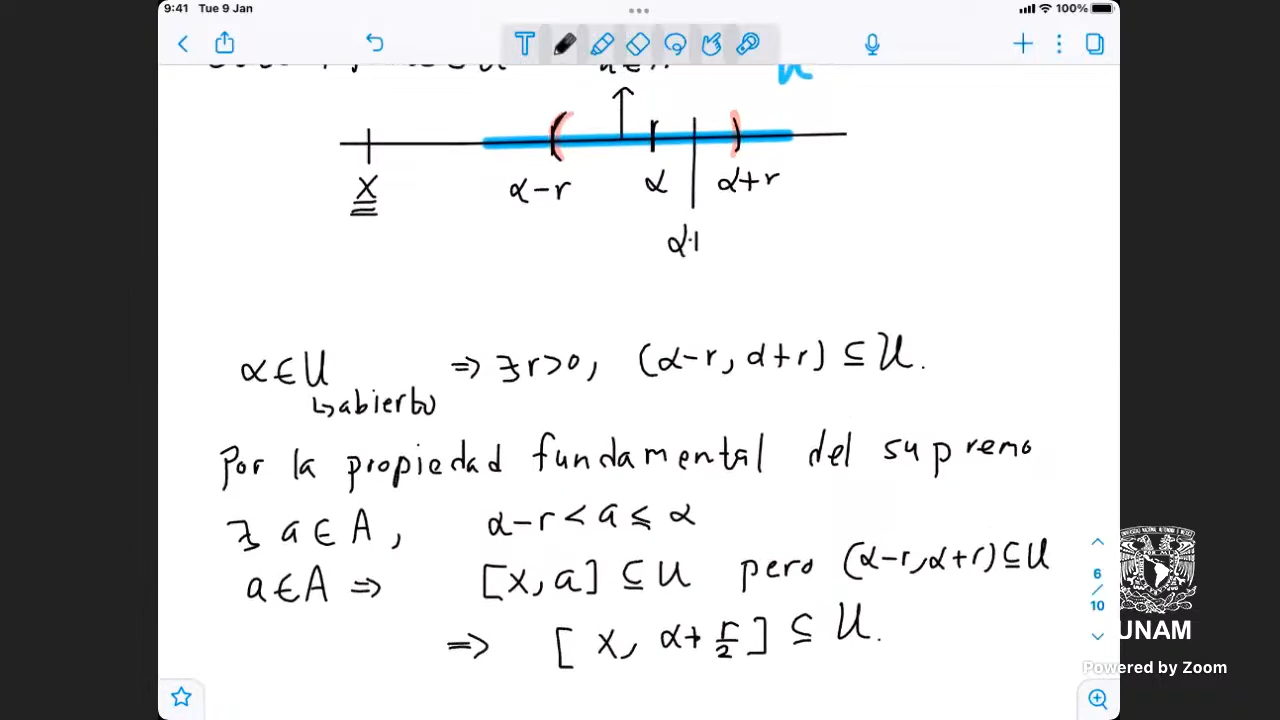 9:41 Tue 9 Jan 100%
T
X α-r α α+r
α+1
α∈U ⇒ ∃r>0, (α-r, α+r) ⊆ U.
↳abierto
Por la propiedad fundamental del supremo
∃ a ∈ A, α-r < a ⩽ α
a∈A ⇒ [x, a] ⊆ U pero (α-r, α+r) ⊆ U
⇒ [x, α+ r/2] ⊆ U.
6
/
10
UNAM
Powered by Zoom